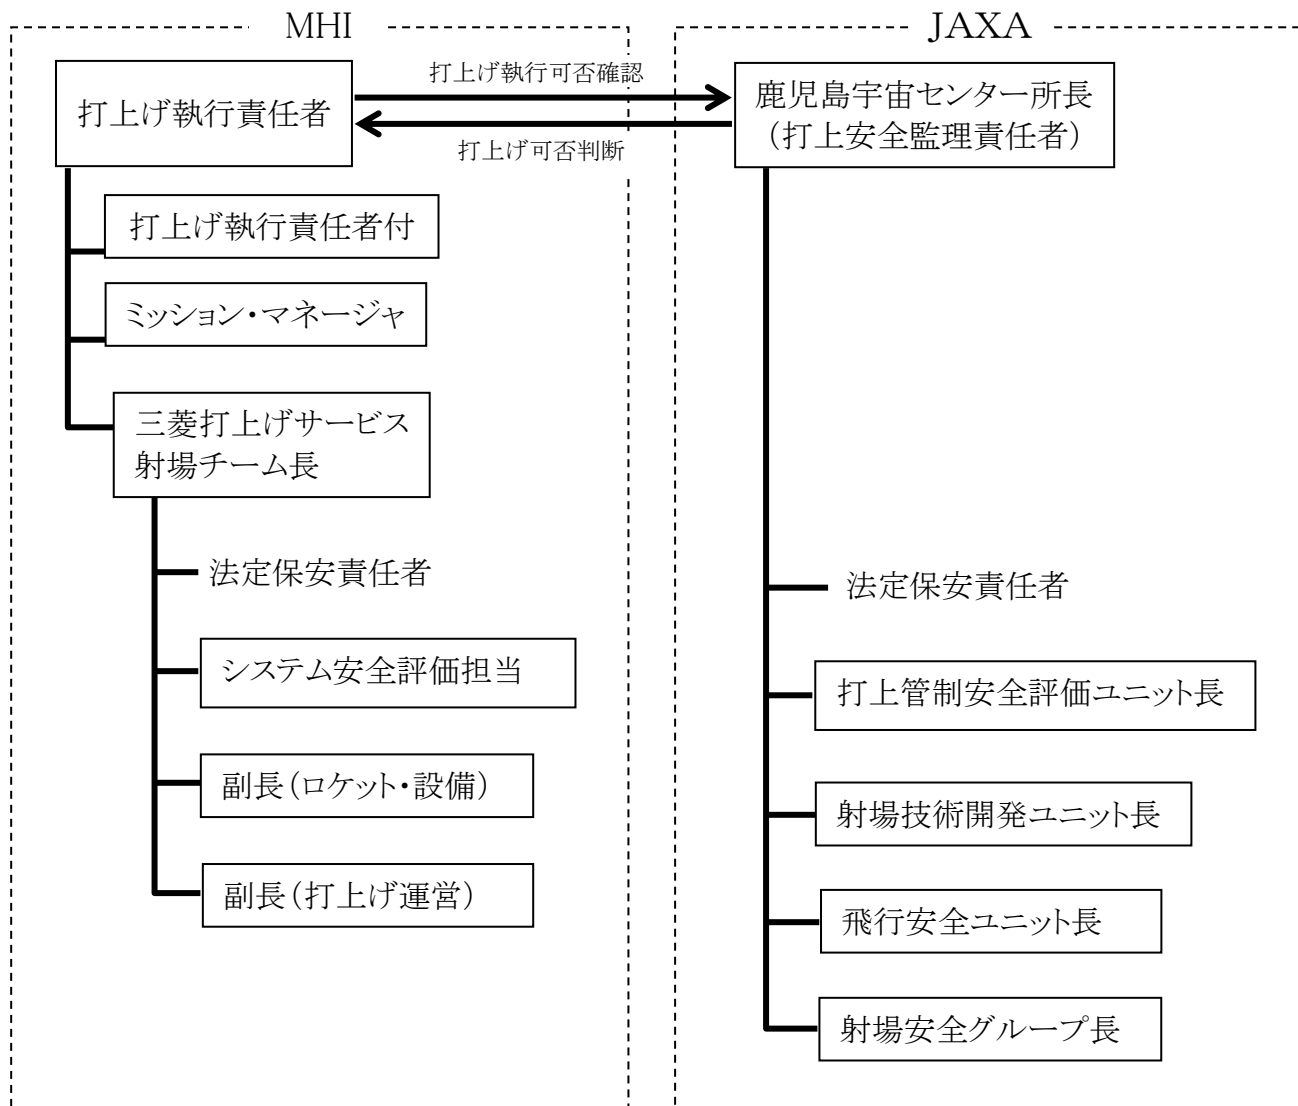 MHI
打上げ執行責任者
打上げ執行責任者付
ミッション・マネージャ
三菱打上げサービス
射場チーム長
法定保安責任者
システム安全評価担当
副長(ロケット・設備)
副長(打上げ運営)
打上げ執行可否確認
打上げ可否判断
JAXA
鹿児島宇宙センター所長
(打上安全監理責任者)
法定保安責任者
打上管制安全評価ユニット長
射場技術開発ユニット長
飛行安全ユニット長
射場安全グループ長